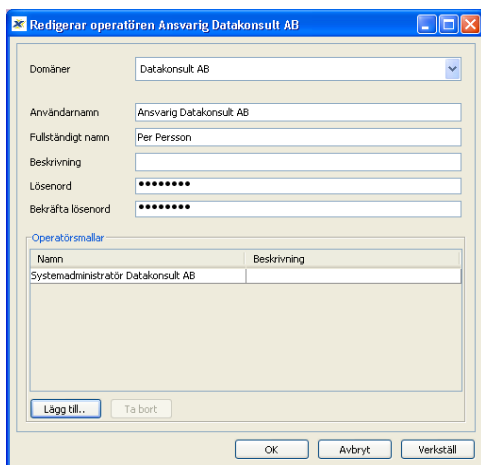 Redigerar operatören Ansvarig Datakonsult AB
Domäner Datakonsult AB
Användarnamn Ansvarig Datakonsult AB
Fullständigt namn Per Persson
Beskrivning
Lösenord ••••••••
Bekräfta lösenord ••••••••
Operatörsmallar
Namn Beskrivning
Systemadministratör Datakonsult AB
Lägg till.. Ta bort
OK Avbryt Verkställ